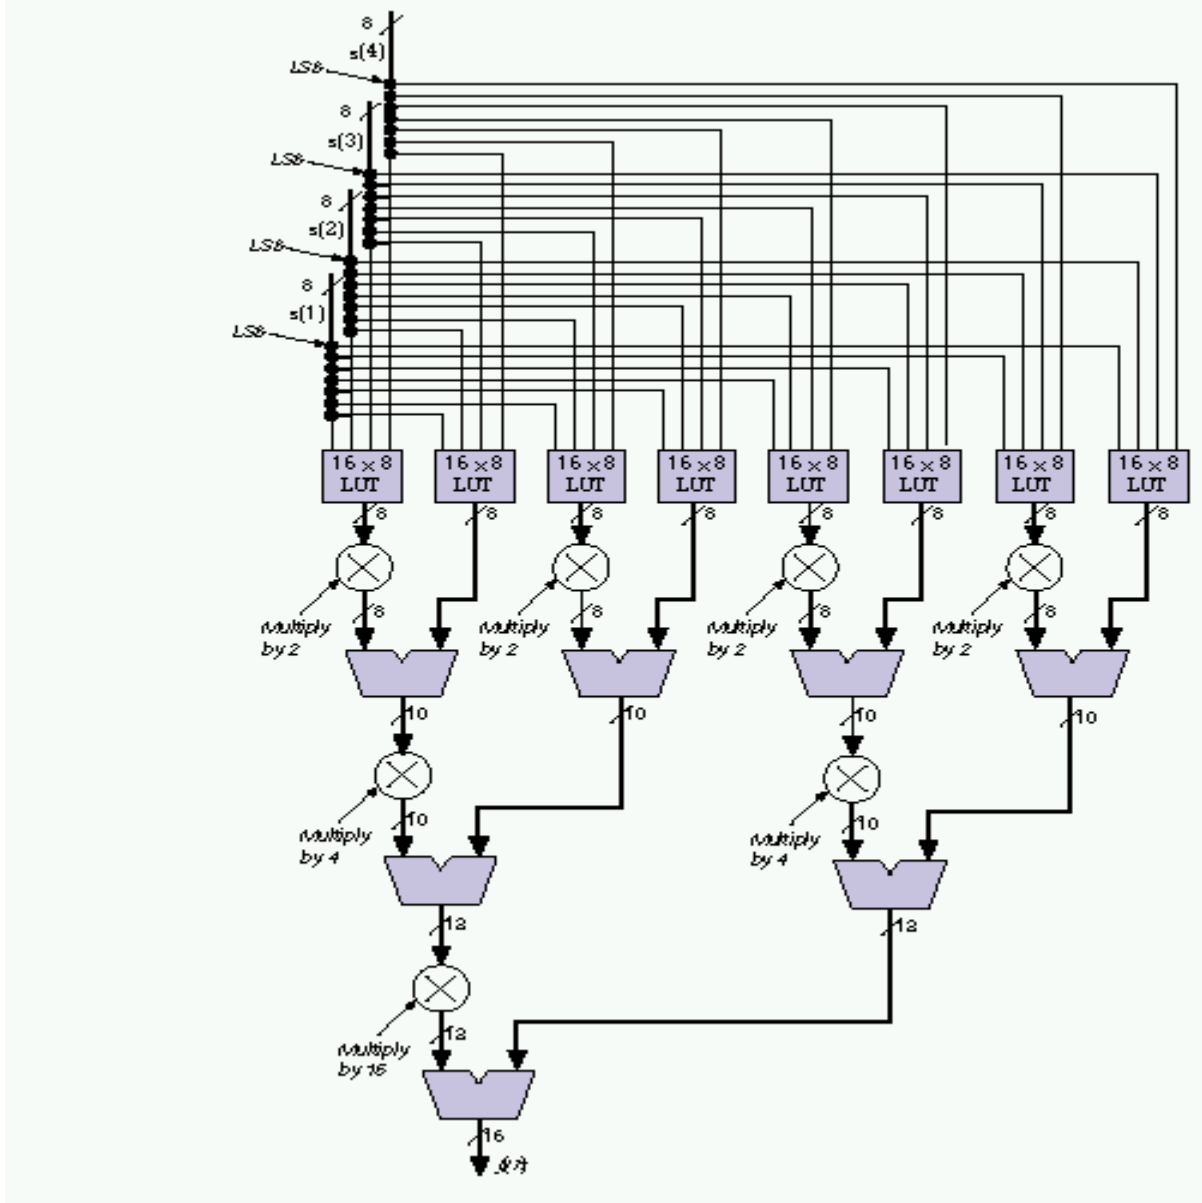 8
s(4)
LSB
8
s(3)
LSB
8
s(2)
LSB
8
s(1)
LSB
16 × 8 LUT
16 × 8 LUT
16 × 8 LUT
16 × 8 LUT
16 × 8 LUT
16 × 8 LUT
16 × 8 LUT
16 × 8 LUT
8 8 8 8 8 8 8 8
8 8 8 8
Multiply by 2
Multiply by 2
Multiply by 2
Multiply by 2
10 10 10 10
10 10
Multiply by 4
Multiply by 4
12 12
12
Multiply by 16
16